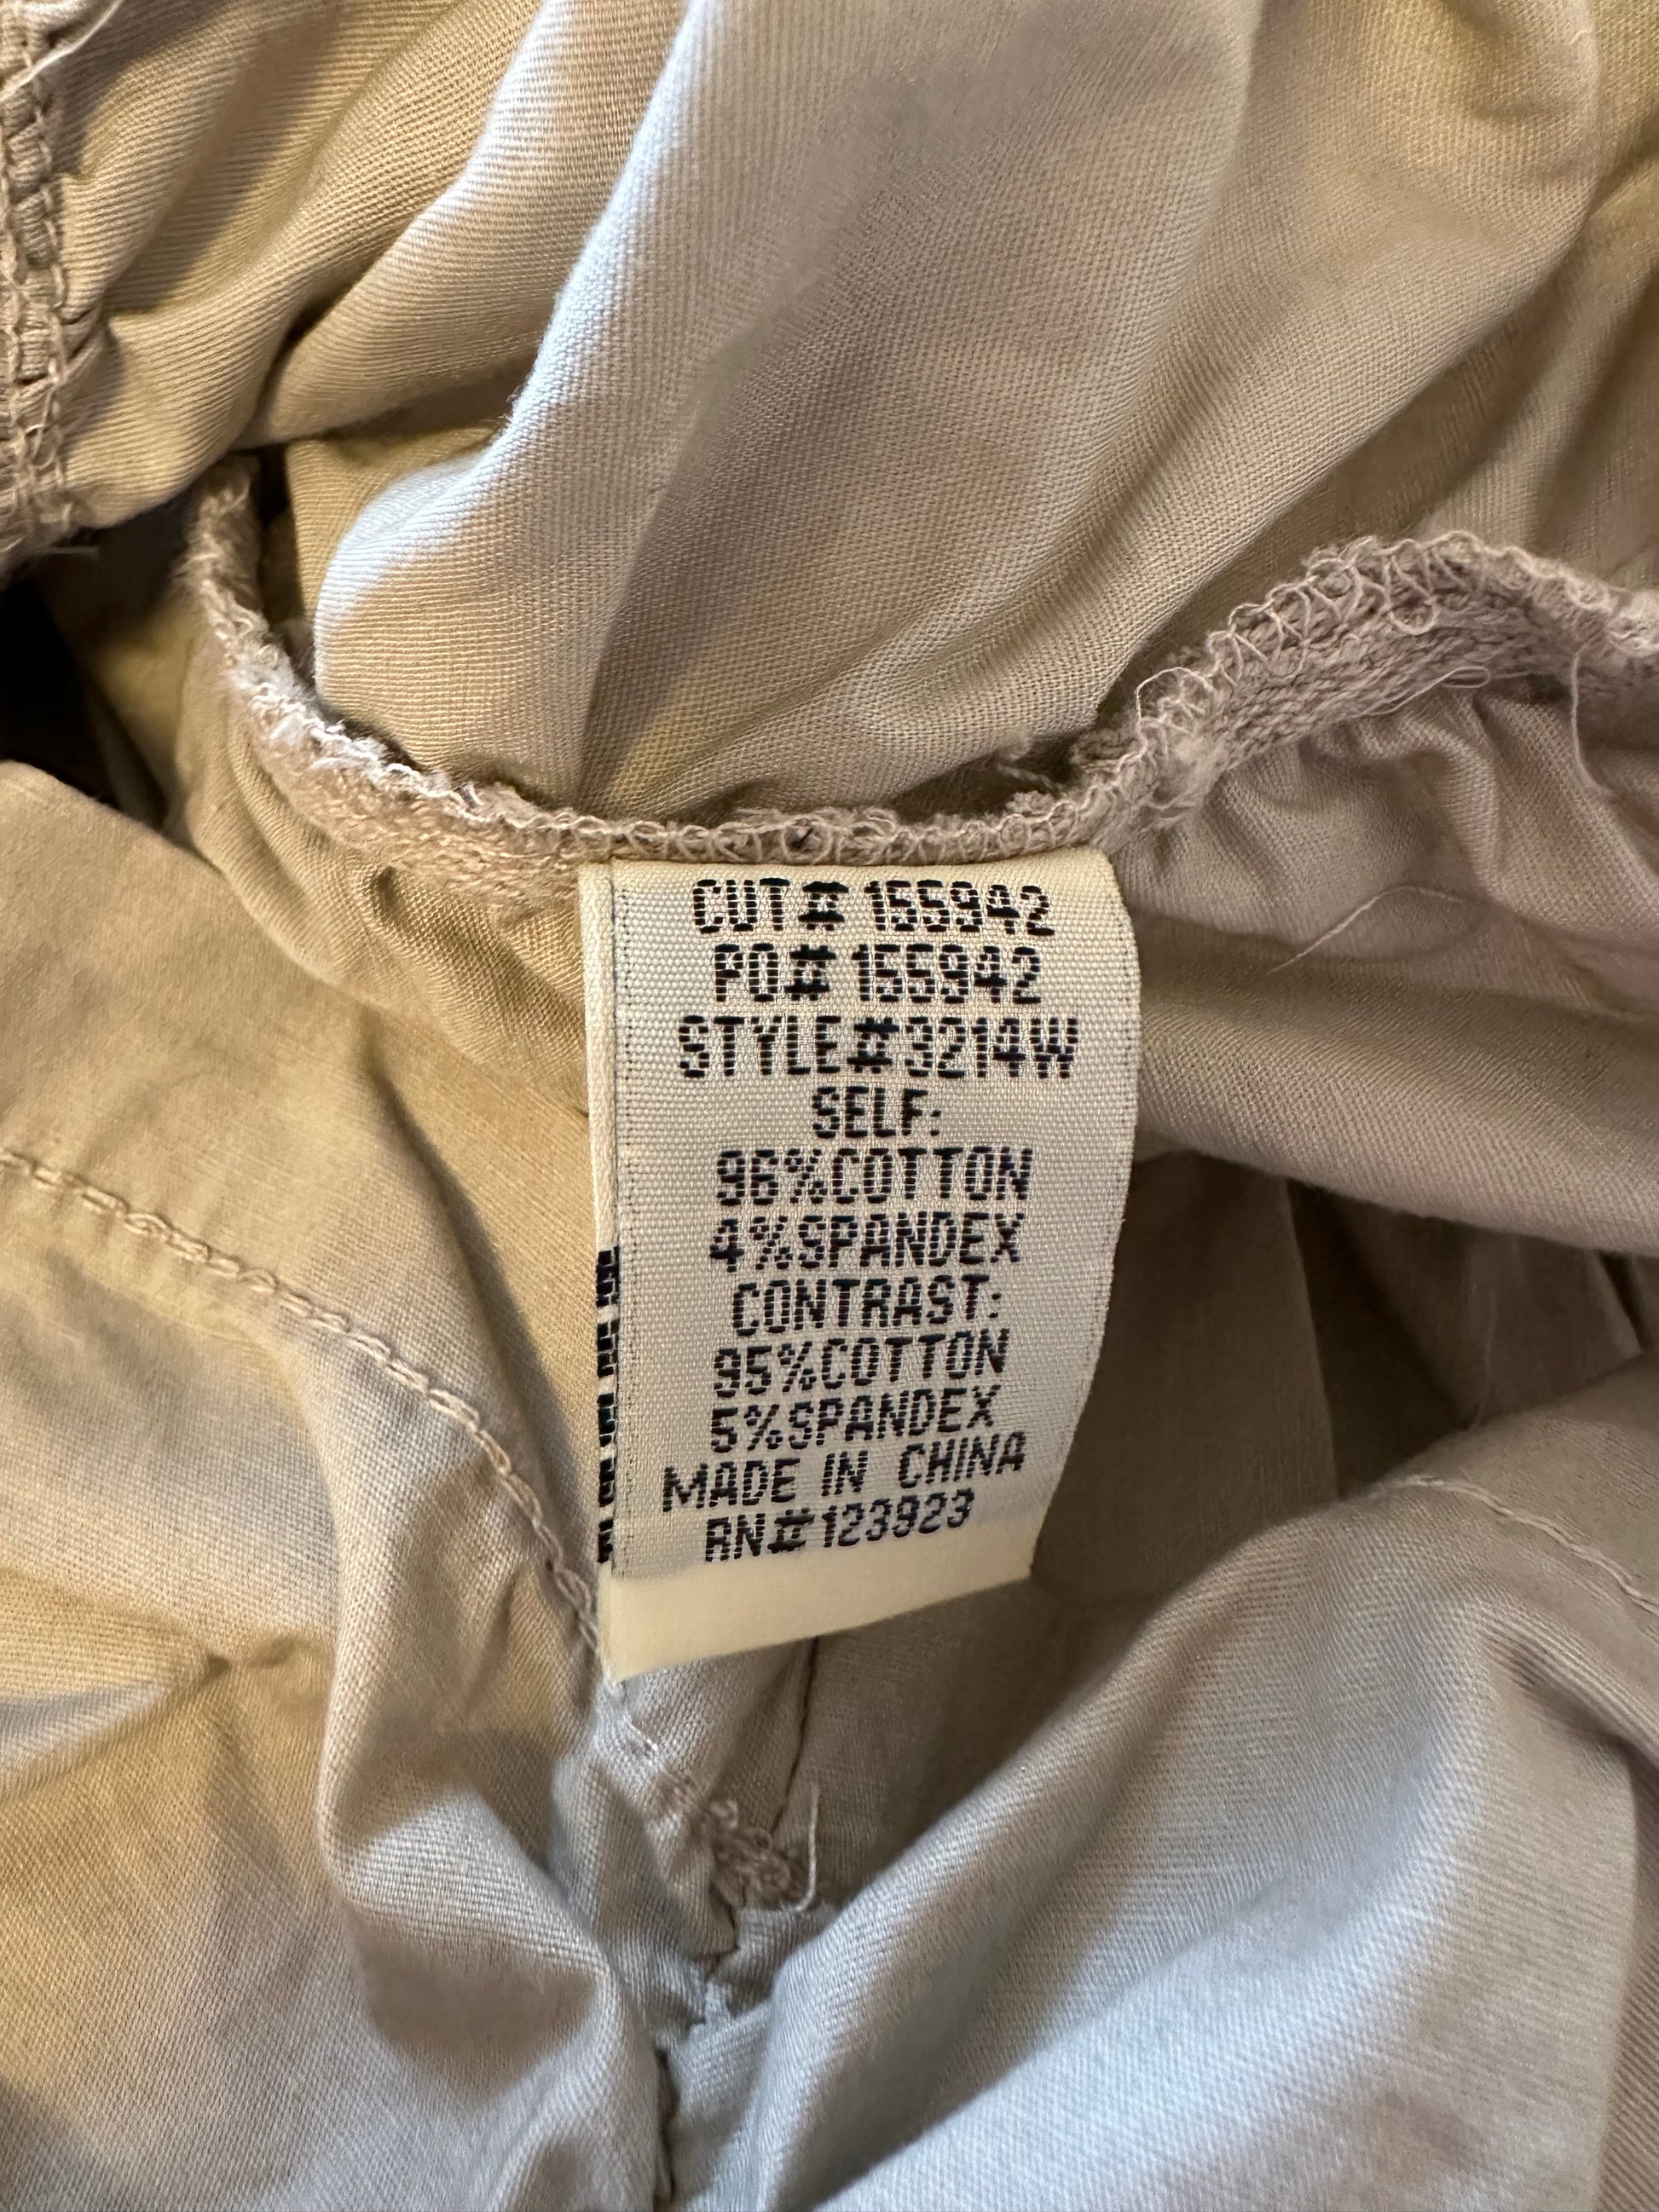 CUT# 155942
PO# 155942
STYLE#9214W
SELF:
96%COTTON
4%SPANDEX
CONTRAST:
95%COTTON
5%SPANDEX
MADE IN CHINA
RN#123923